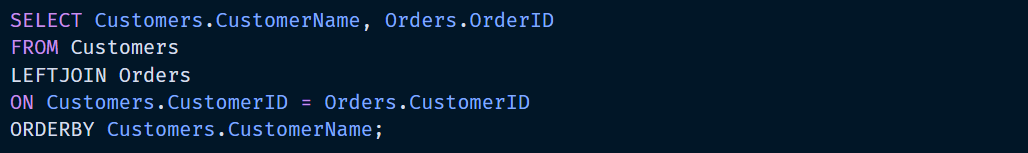 SELECT Customers.CustomerName, Orders.OrderID
FROM Customers
LEFTJOIN Orders
ON Customers.CustomerID = Orders.CustomerID
ORDERBY Customers.CustomerName;